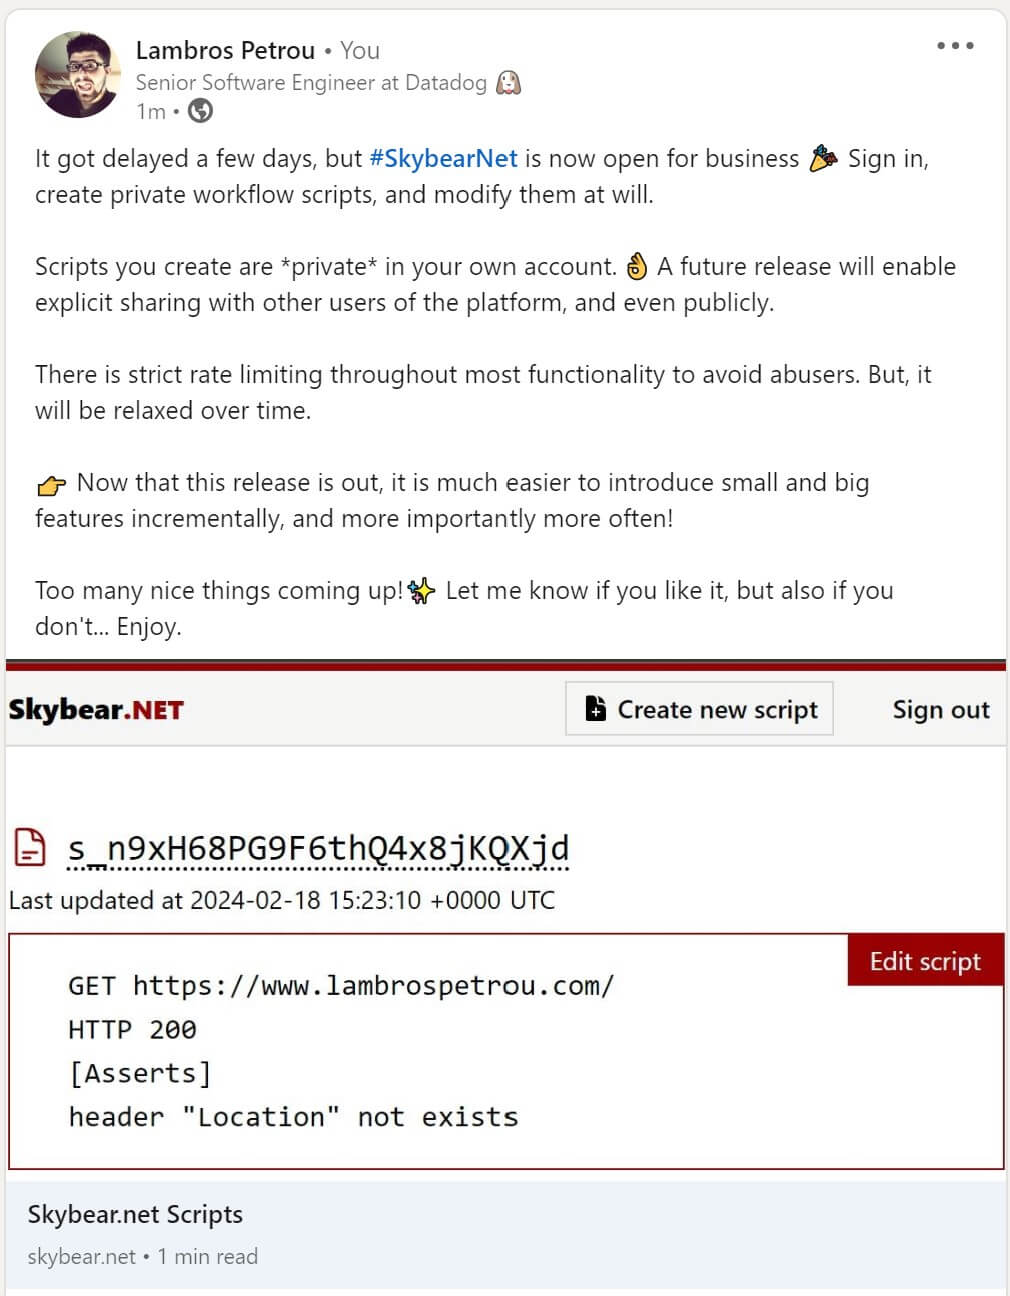 Lambros Petrou • You
Senior Software Engineer at Datadog
1m •
It got delayed a few days, but #SkybearNet is now open for business 🎉 Sign in,
create private workflow scripts, and modify them at will.
Scripts you create are *private* in your own account. 👌 A future release will enable
explicit sharing with other users of the platform, and even publicly.
There is strict rate limiting throughout most functionality to avoid abusers. But, it
will be relaxed over time.
👉 Now that this release is out, it is much easier to introduce small and big
features incrementally, and more importantly more often!
Too many nice things coming up!✨ Let me know if you like it, but also if you
don't... Enjoy.
Skybear.NET
Create new script
Sign out
s_n9xH68PG9F6thQ4x8jKQXjd
Last updated at 2024-02-18 15:23:10 +0000 UTC
Edit script
GET https://www.lambrospetrou.com/
HTTP 200
[Asserts]
header "Location" not exists
Skybear.net Scripts
skybear.net • 1 min read